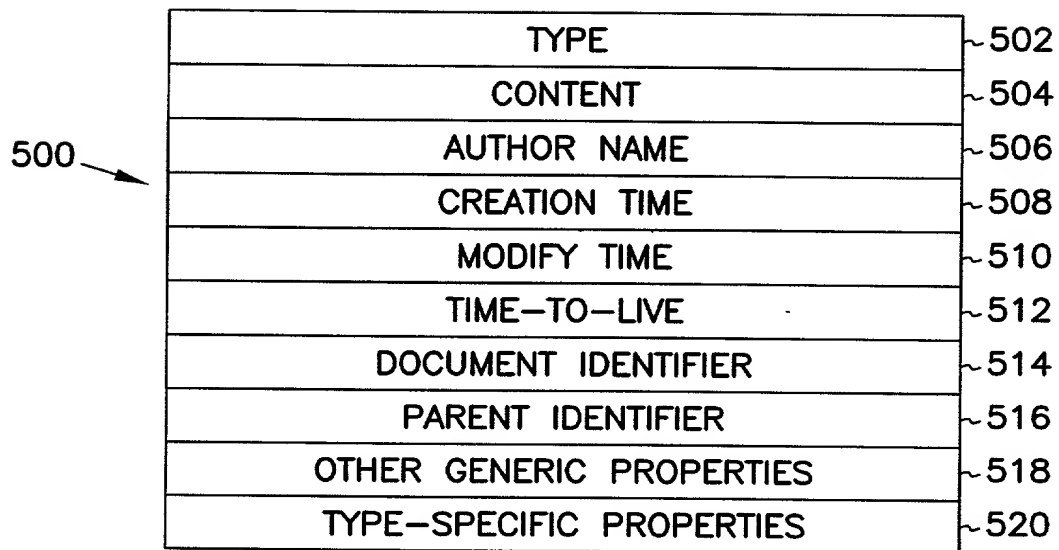 TYPE 502
CONTENT 504
AUTHOR NAME 506
500
CREATION TIME 508
MODIFY TIME 510
TIME-TO-LIVE 512
DOCUMENT IDENTIFIER 514
PARENT IDENTIFIER 516
OTHER GENERIC PROPERTIES 518
TYPE-SPECIFIC PROPERTIES 520